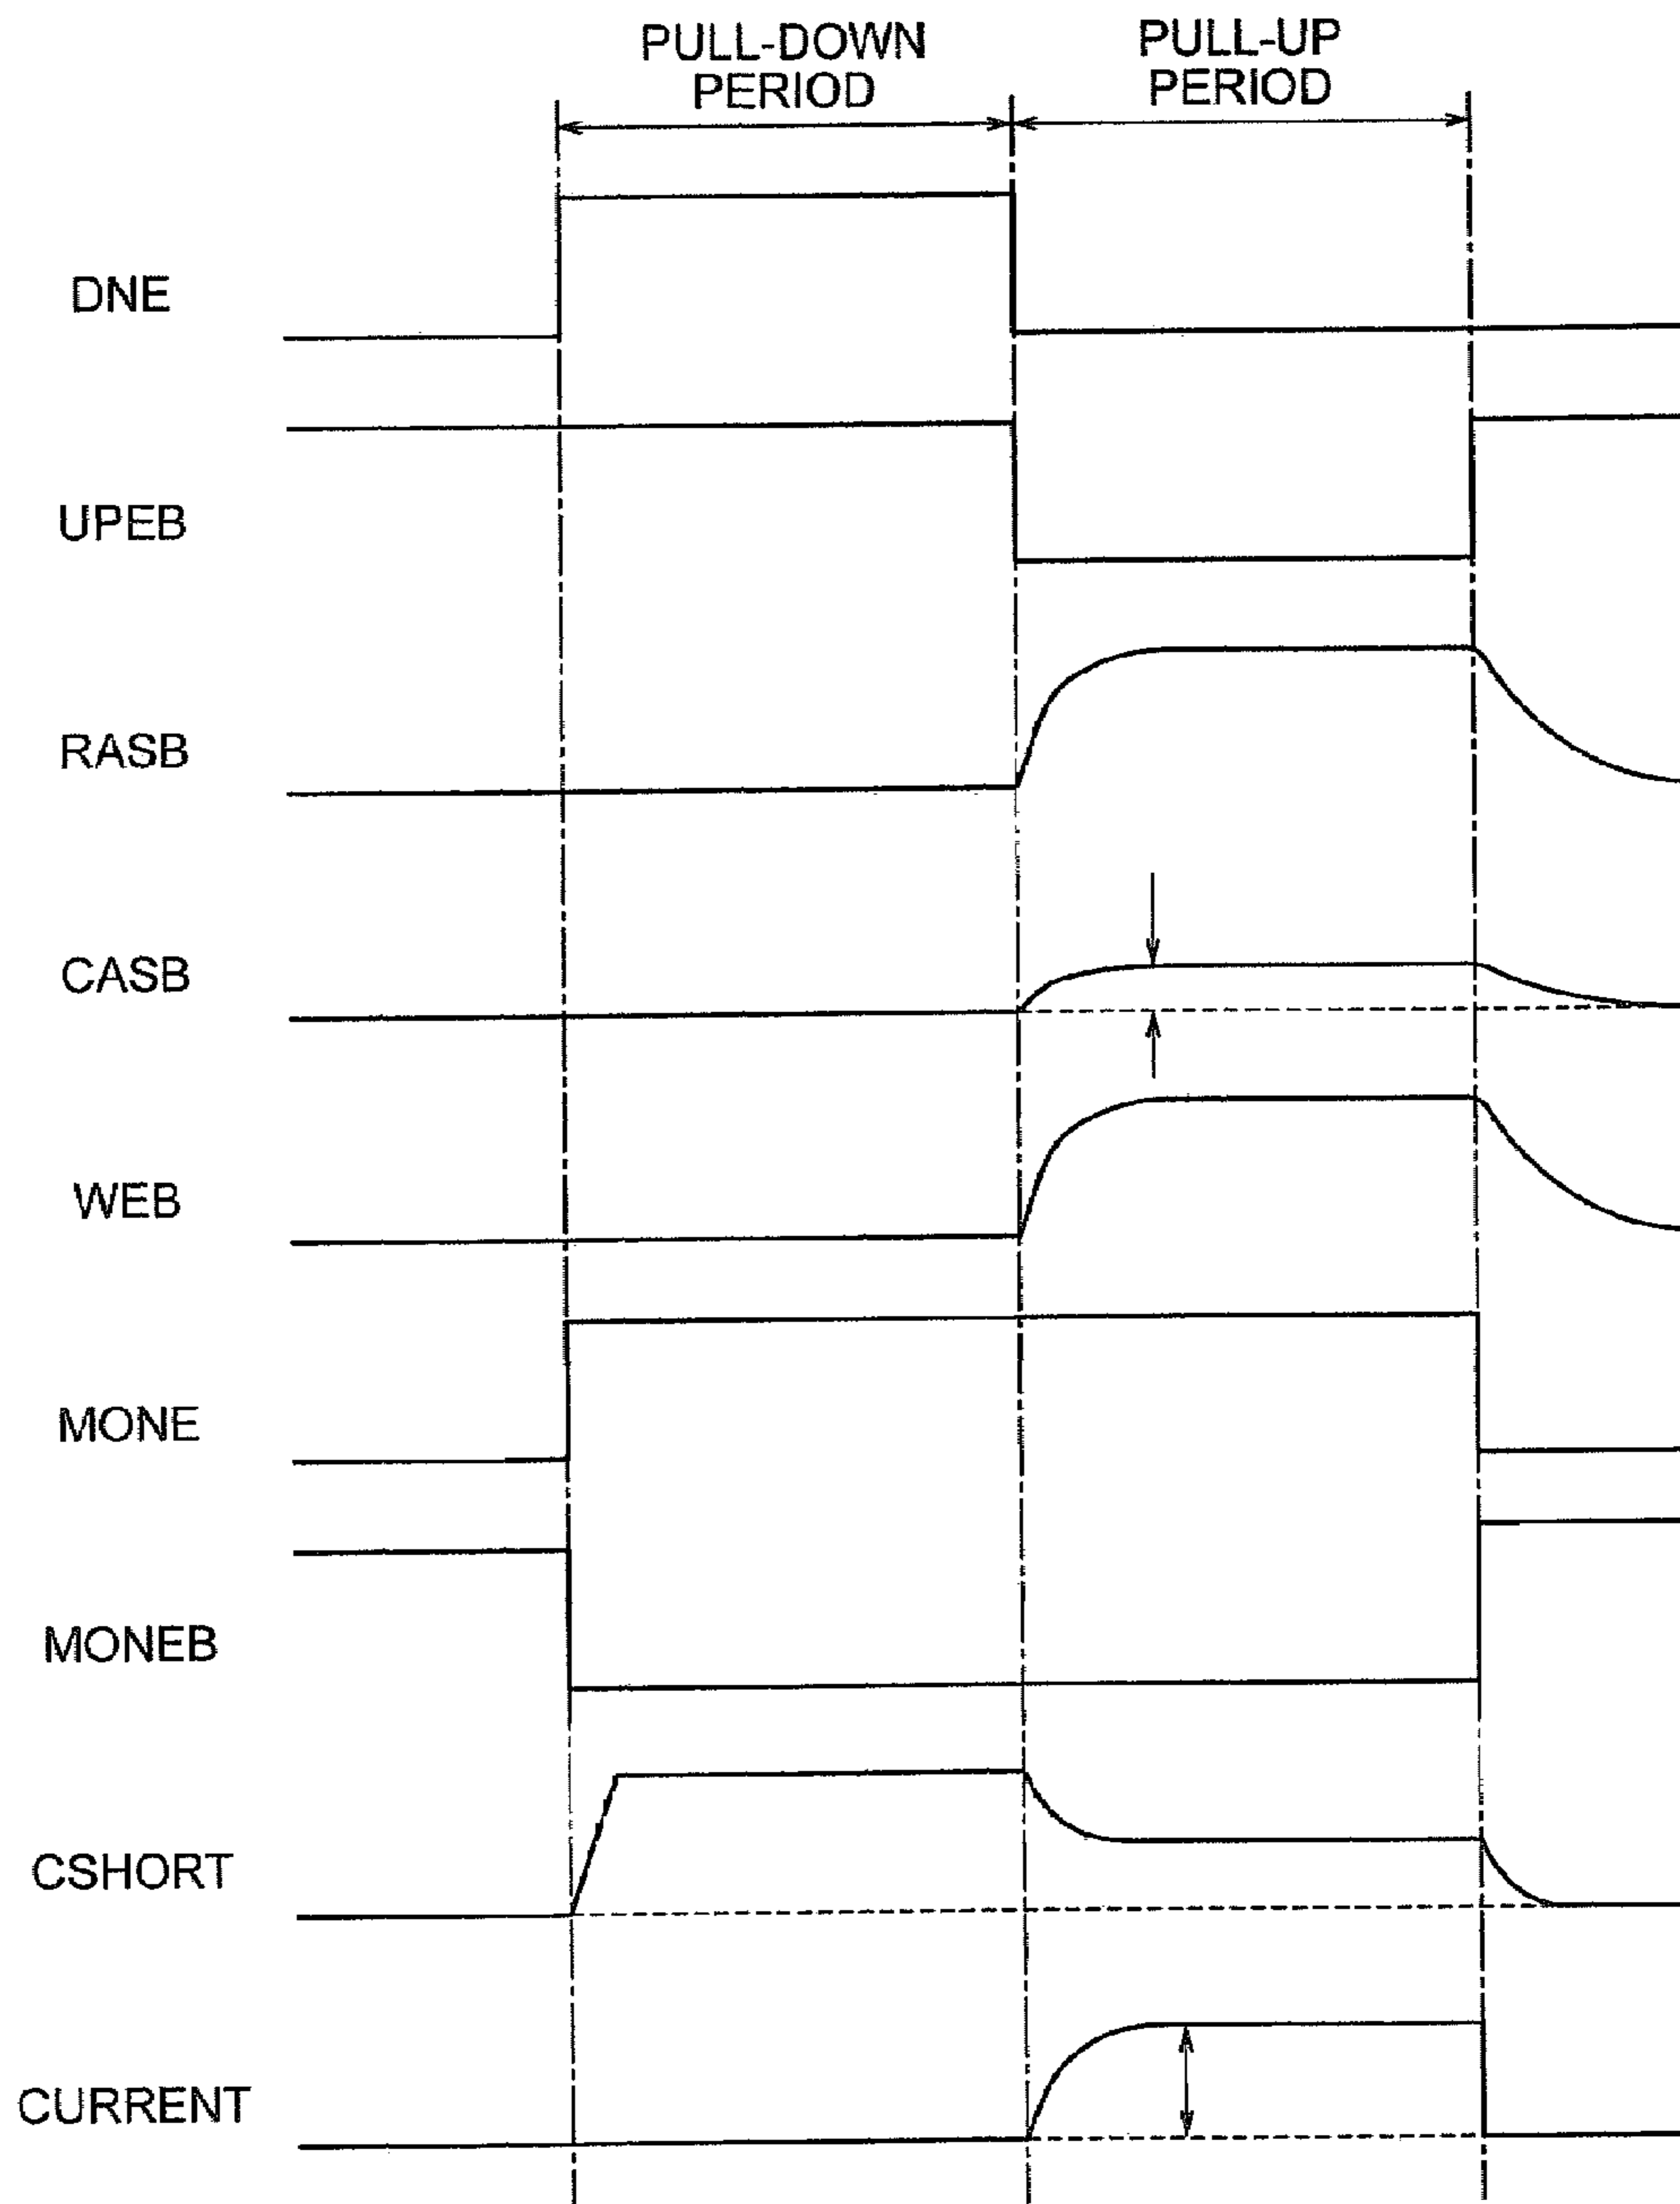 PULL-DOWN
PERIOD
PULL-UP
PERIOD
DNE
UPEB
RASB
CASB
WEB
MONE
MONEB
CSHORT
CURRENT